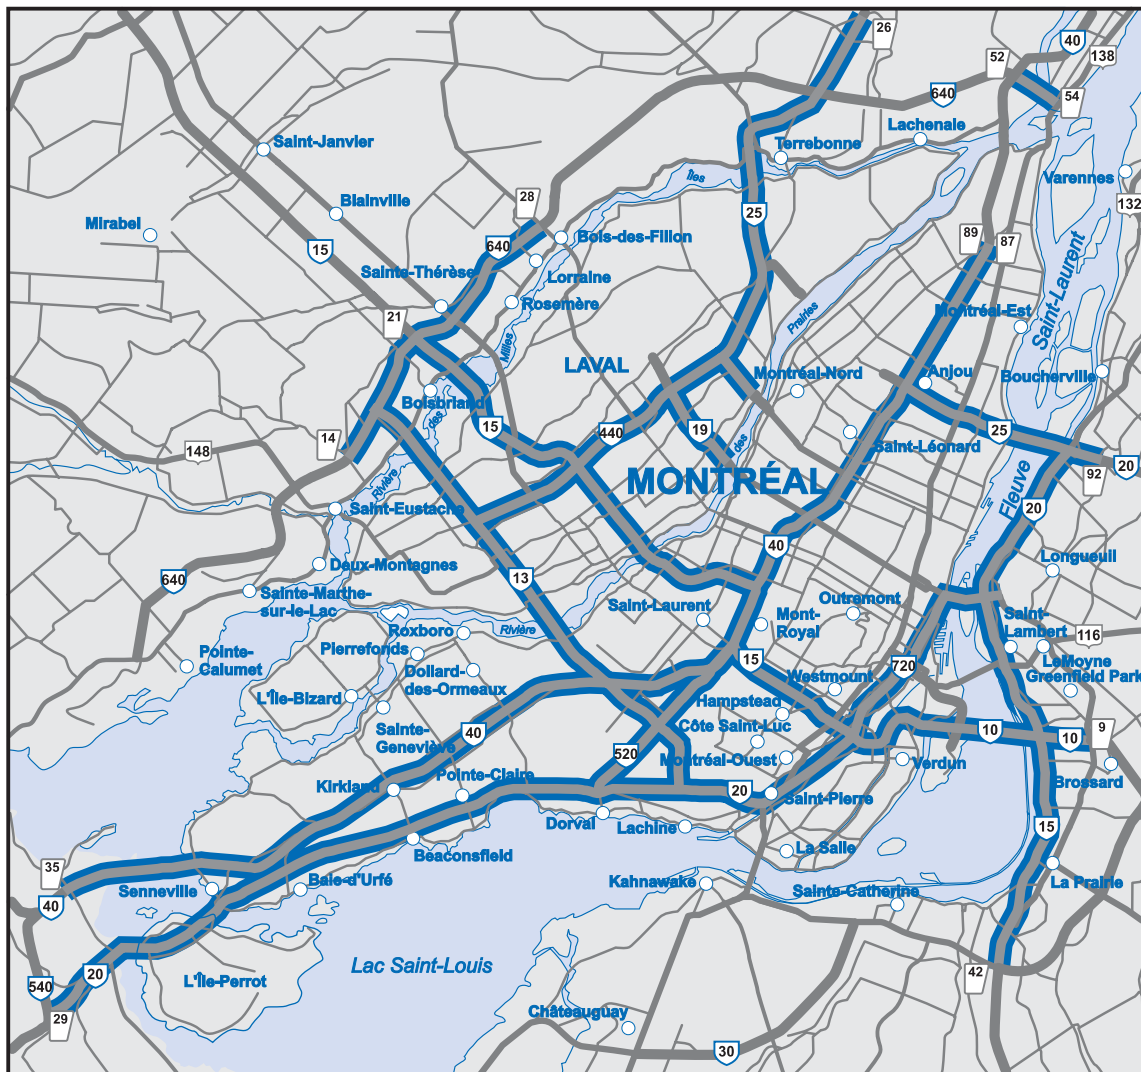 26
52
40
138
640
54
Lachenaie
Saint-Janvier
Terrebonne
Îles
Varennes
28
Blainville
25
132
Mirabel
640
Bois-des-Filion
89
87
15
Sainte-Thérèse
Lorraine
Rosemère
Saint-Laurent
21
Prairies
Montréal-Est
Milles
LAVAL
Montréal-Nord
Anjou
Boucherville
Boisbriand
des
15
440
19
des
25
14
148
Saint-Léonard
20
92
MONTRÉAL
Rivière
Fleuve
20
Saint-Eustache
40
Longueuil
Deux-Montagnes
640
13
Sainte-Marthe-
sur-le-Lac
Saint-Laurent
Outremont
Mont-
Royal
Saint-
Lambert
Roxboro
Rivière
116
Pierrefonds
Pointe-
Calumet
15
720
LeMoyne
Dollard-
des-Ormeaux
Westmount
Greenfield Park
L'Île-Bizard
Hampstead
Sainte-
Geneviève
40
Côte Saint-Luc
10
10
9
520
Montréal-Ouest
Verdun
Pointe-Claire
Kirkland
20
Saint-Pierre
Brossard
Dorval
Lachine
15
Beaconsfield
La Salle
35
Senneville
Baie-d'Urfé
Kahnawake
Sainte-Catherine
La Prairie
40
Lac Saint-Louis
42
20
L'Île-Perrot
540
29
Châteauguay
30